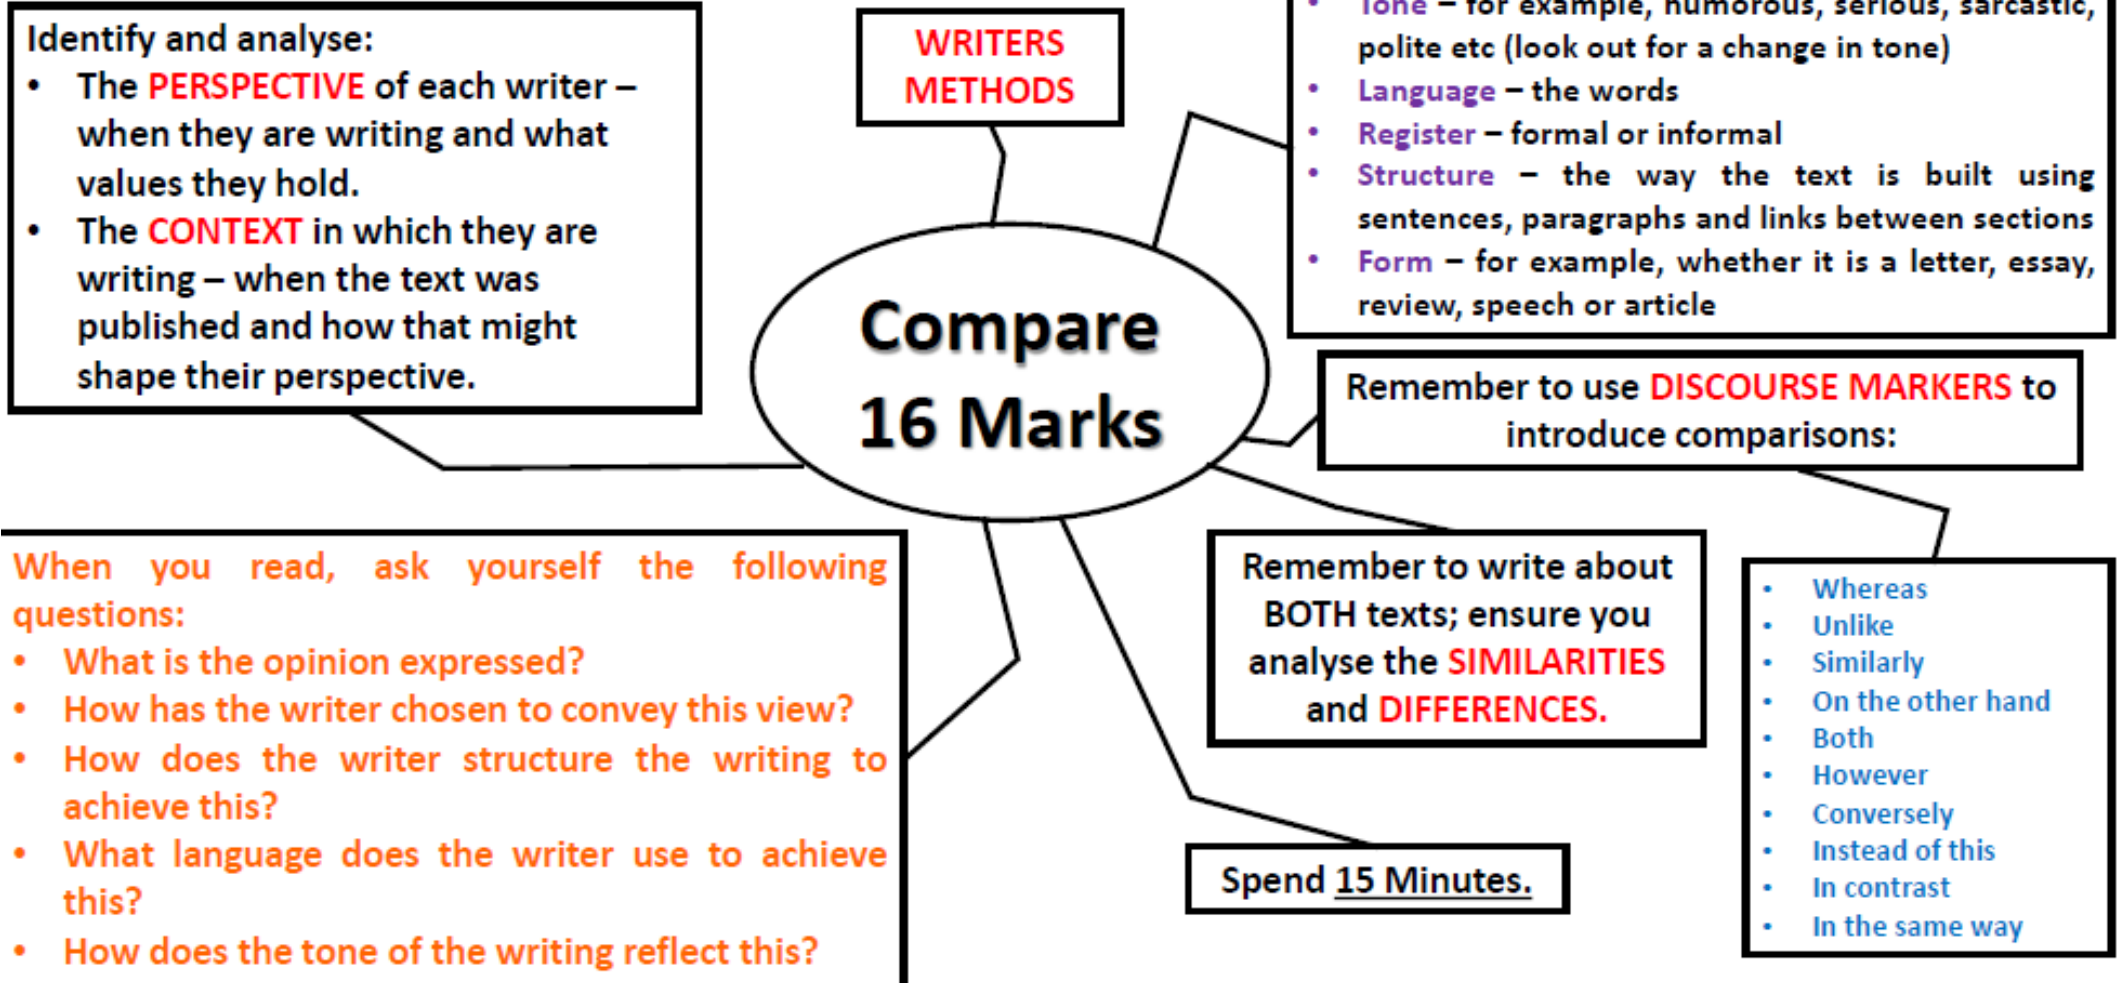 Identify and analyse:
• The PERSPECTIVE of each writer –
when they are writing and what
values they hold.
• The CONTEXT in which they are
writing – when the text was
published and how that might
shape their perspective.
WRITERS
METHODS
• Tone – for example, humorous, serious, sarcastic,
polite etc (look out for a change in tone)
• Language – the words
• Register – formal or informal
• Structure – the way the text is built using
sentences, paragraphs and links between sections
• Form – for example, whether it is a letter, essay,
review, speech or article
Compare
16 Marks
Remember to use DISCOURSE MARKERS to
introduce comparisons:
When you read, ask yourself the following
questions:
• What is the opinion expressed?
• How has the writer chosen to convey this view?
• How does the writer structure the writing to
achieve this?
• What language does the writer use to achieve
this?
• How does the tone of the writing reflect this?
Remember to write about
BOTH texts; ensure you
analyse the SIMILARITIES
and DIFFERENCES.
Spend 15 Minutes.
• Whereas
• Unlike
• Similarly
• On the other hand
• Both
• However
• Conversely
• Instead of this
• In contrast
• In the same way